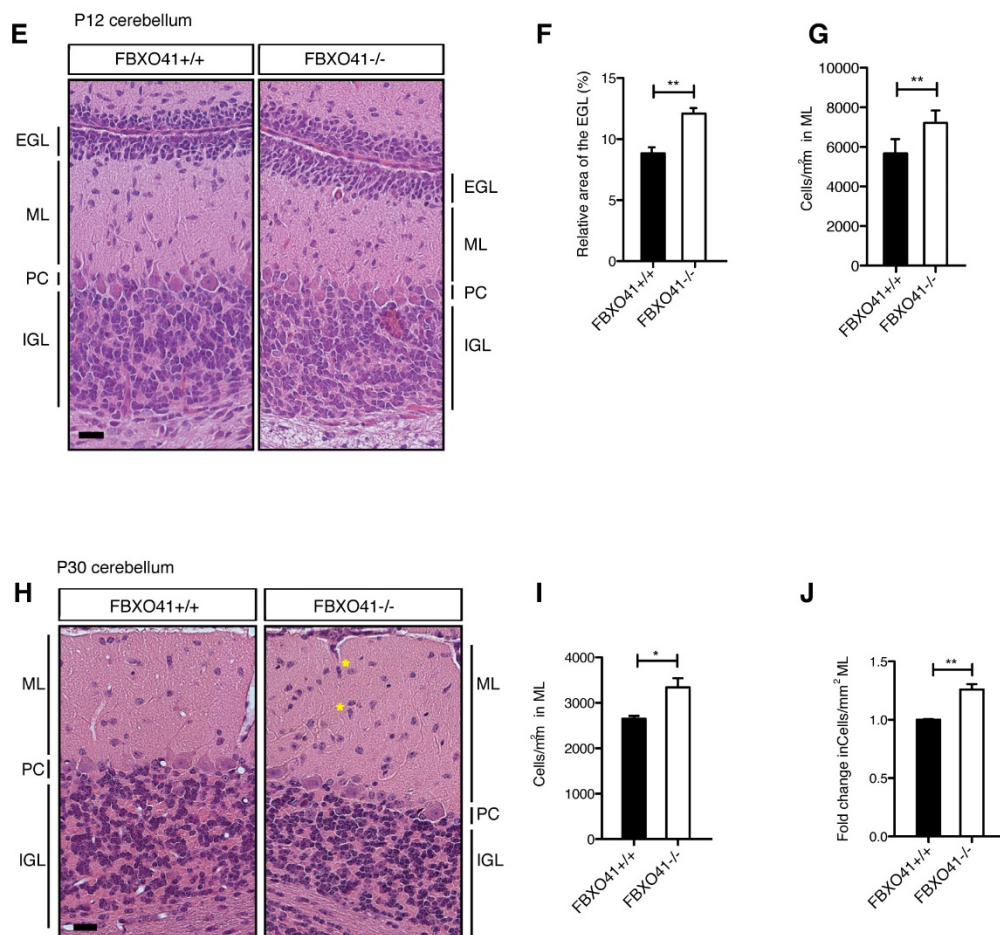 P12 cerebellum
E
FBXO41+/+
FBXO41-/-
EGL
ML
PC
IGL
EGL
ML
PC
IGL
F
Relative area of the EGL (%)
15
10
5
0
**
FBXO41+/+
FBXO41-/-
G
Cells/m²m in ML
10000
8000
6000
4000
2000
0
**
FBXO41+/+
FBXO41-/-
P30 cerebellum
H
FBXO41+/+
FBXO41-/-
ML
PC
IGL
*
*
ML
PC
IGL
I
Cells/m²m in ML
4000
3000
2000
1000
0
*
FBXO41+/+
FBXO41-/-
J
Fold change inCells/mm² ML
1.5
1.0
0.5
0.0
**
FBXO41+/+
FBXO41-/-